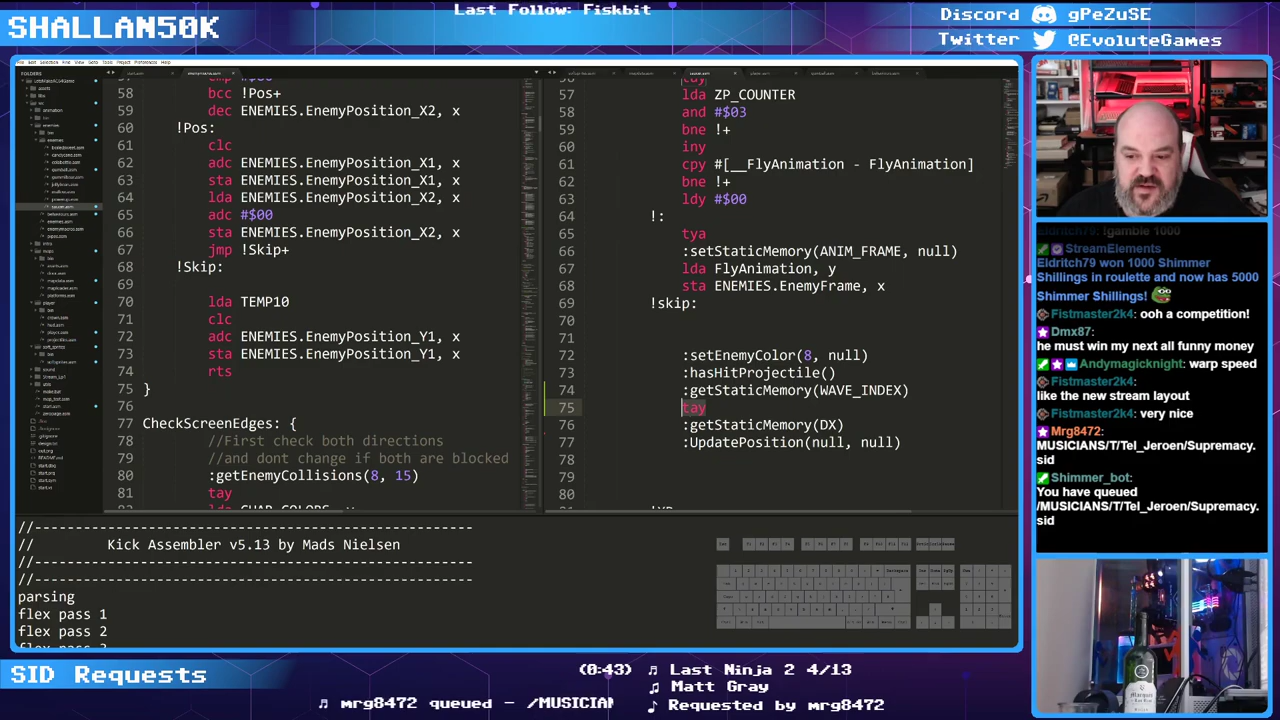 Last Follow: Fiskbit
SHALLAN50K
Discord gPeZuSE
Twitter @EvoluteGames
FOLDERS
58 bcc !Pos+
59 dec ENEMIES.EnemyPosition_X2, x
60 !Pos:
61 clc
62 adc ENEMIES.EnemyPosition_X1, x
63 sta ENEMIES.EnemyPosition_X1, x
64 lda ENEMIES.EnemyPosition_X2, x
65 adc #$00
66 sta ENEMIES.EnemyPosition_X2, x
67 jmp !Skip+
68 !Skip:
69
70 lda TEMP10
71 clc
72 adc ENEMIES.EnemyPosition_Y1, x
73 sta ENEMIES.EnemyPosition_Y1, x
74 rts
75 }
76
77 CheckScreenEdges: {
78 //First check both directions
79 //and dont change if both are blocked
80 :getEnemyCollisions(8, 15)
81 tay
57 lda ZP_COUNTER
58 and #$03
59 bne !+
60 iny
61 cpy #[__FlyAnimation - FlyAnimation]
62 bne !+
63 ldy #$00
64 !:
65 tya
66 :setStaticMemory(ANIM_FRAME, null)
67 lda FlyAnimation, y
68 sta ENEMIES.EnemyFrame, x
69 !skip:
70
71
72 :setEnemyColor(8, null)
73 :hasHitProjectile()
74 :getStaticMemory(WAVE_INDEX)
75 tay
76 :getStaticMemory(DX)
77 :UpdatePosition(null, null)
78
79
80
//------------------------------------------------------
// Kick Assembler v5.13 by Mads Nielsen
//------------------------------------------------------
//------------------------------------------------------
parsing
flex pass 1
flex pass 2
Eldritch79: !gamble 1000
StreamElements
Eldritch79 won 1000 Shimmer
Shillings in roulette and now has 5000
Shimmer Shillings!
Fistmaster2k4: ooh a competition!
Dmx87:
he must win my next all funny money
Andymagicknight: warp speed
Fistmaster2k4:
like the new stream layout
Fistmaster2k4: very nice
Mrg8472:
MUSICIANS/T/Tel_Jeroen/Supremacy.
sid
Shimmer_bot:
You have queued
/MUSICIANS/T/Tel_Jeroen/Supremacy.
sid
SID Requests
(0:43) Last Ninja 2 4/13
Matt Gray
Requested by mrg8472
mrg8472 queued - /MUSICIAN